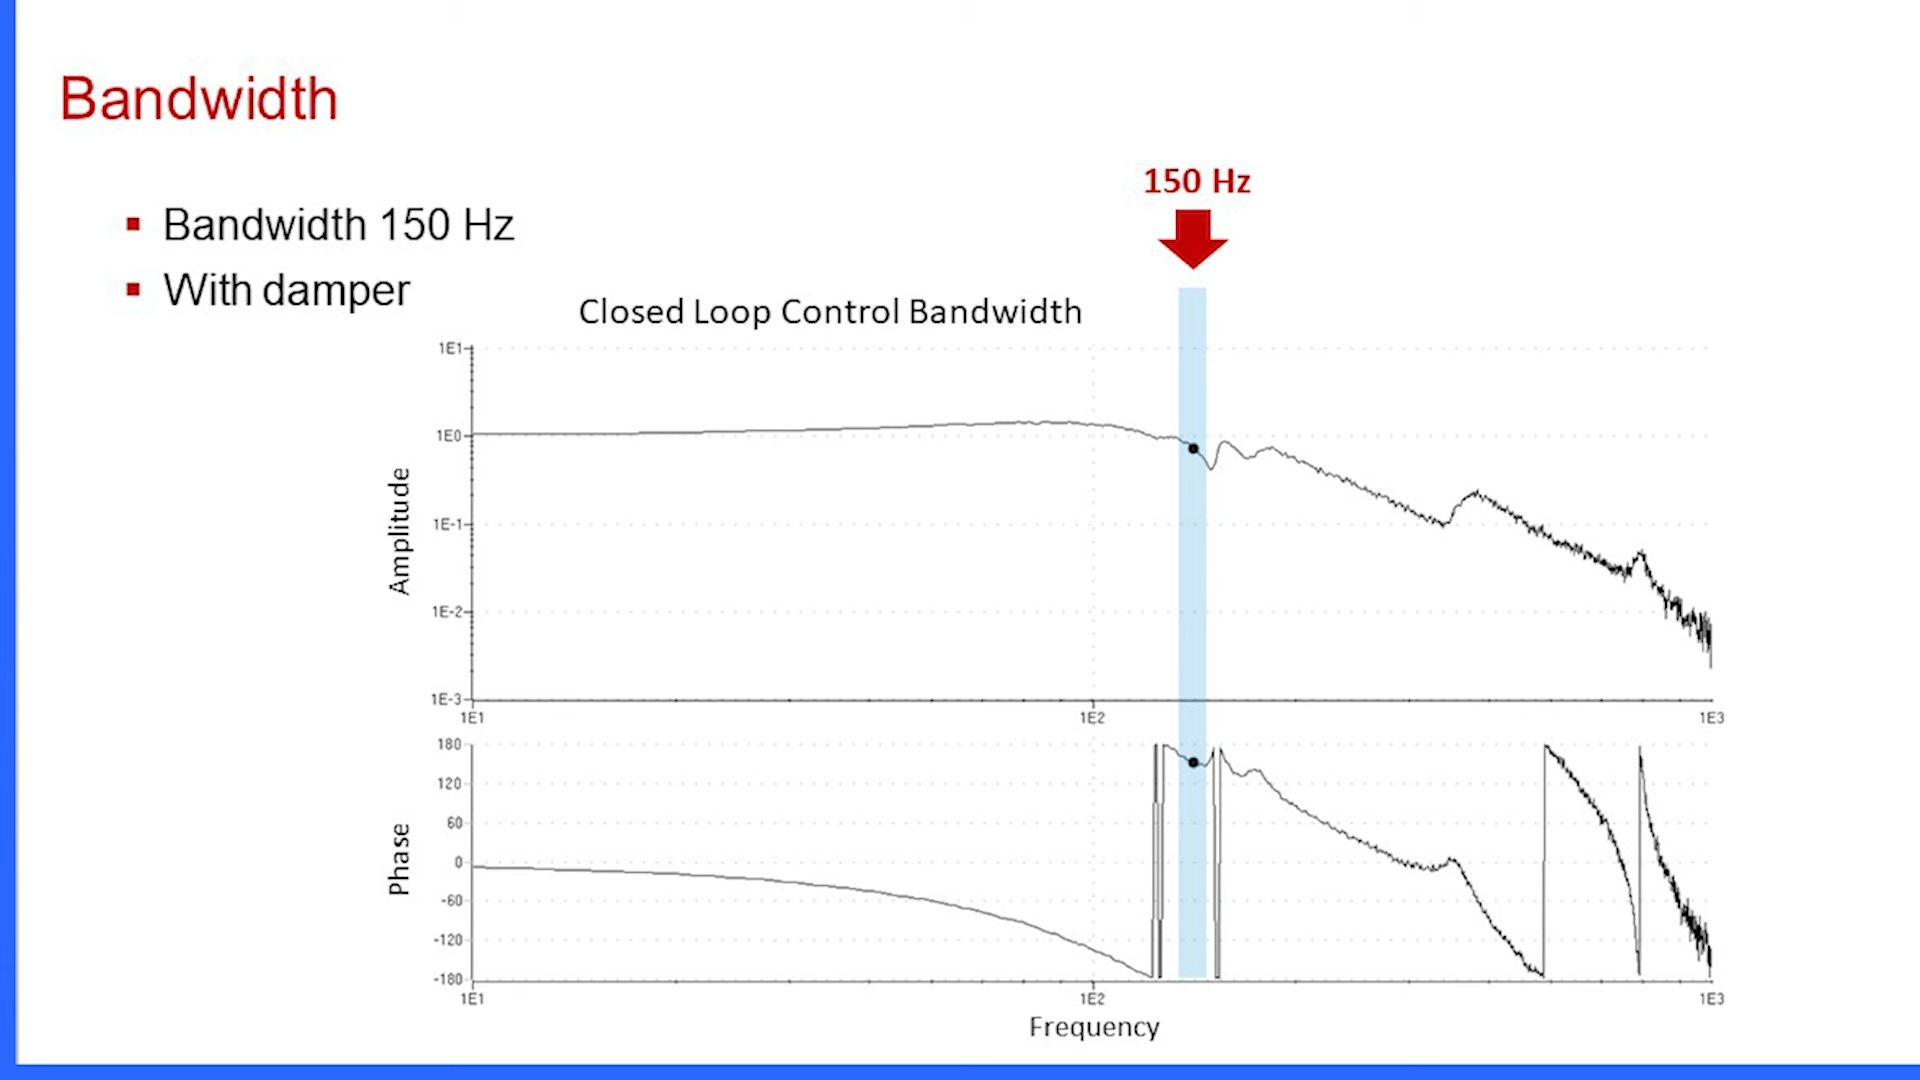 Bandwidth
150 Hz
Bandwidth 150 Hz
With damper
Closed Loop Control Bandwidth
1E1
1E0
1E-1
1E-2
1E-3
Amplitude
1E1 1E2 1E3
180
120
60
0
-60
-120
-180
Phase
1E1 1E2 1E3
Frequency